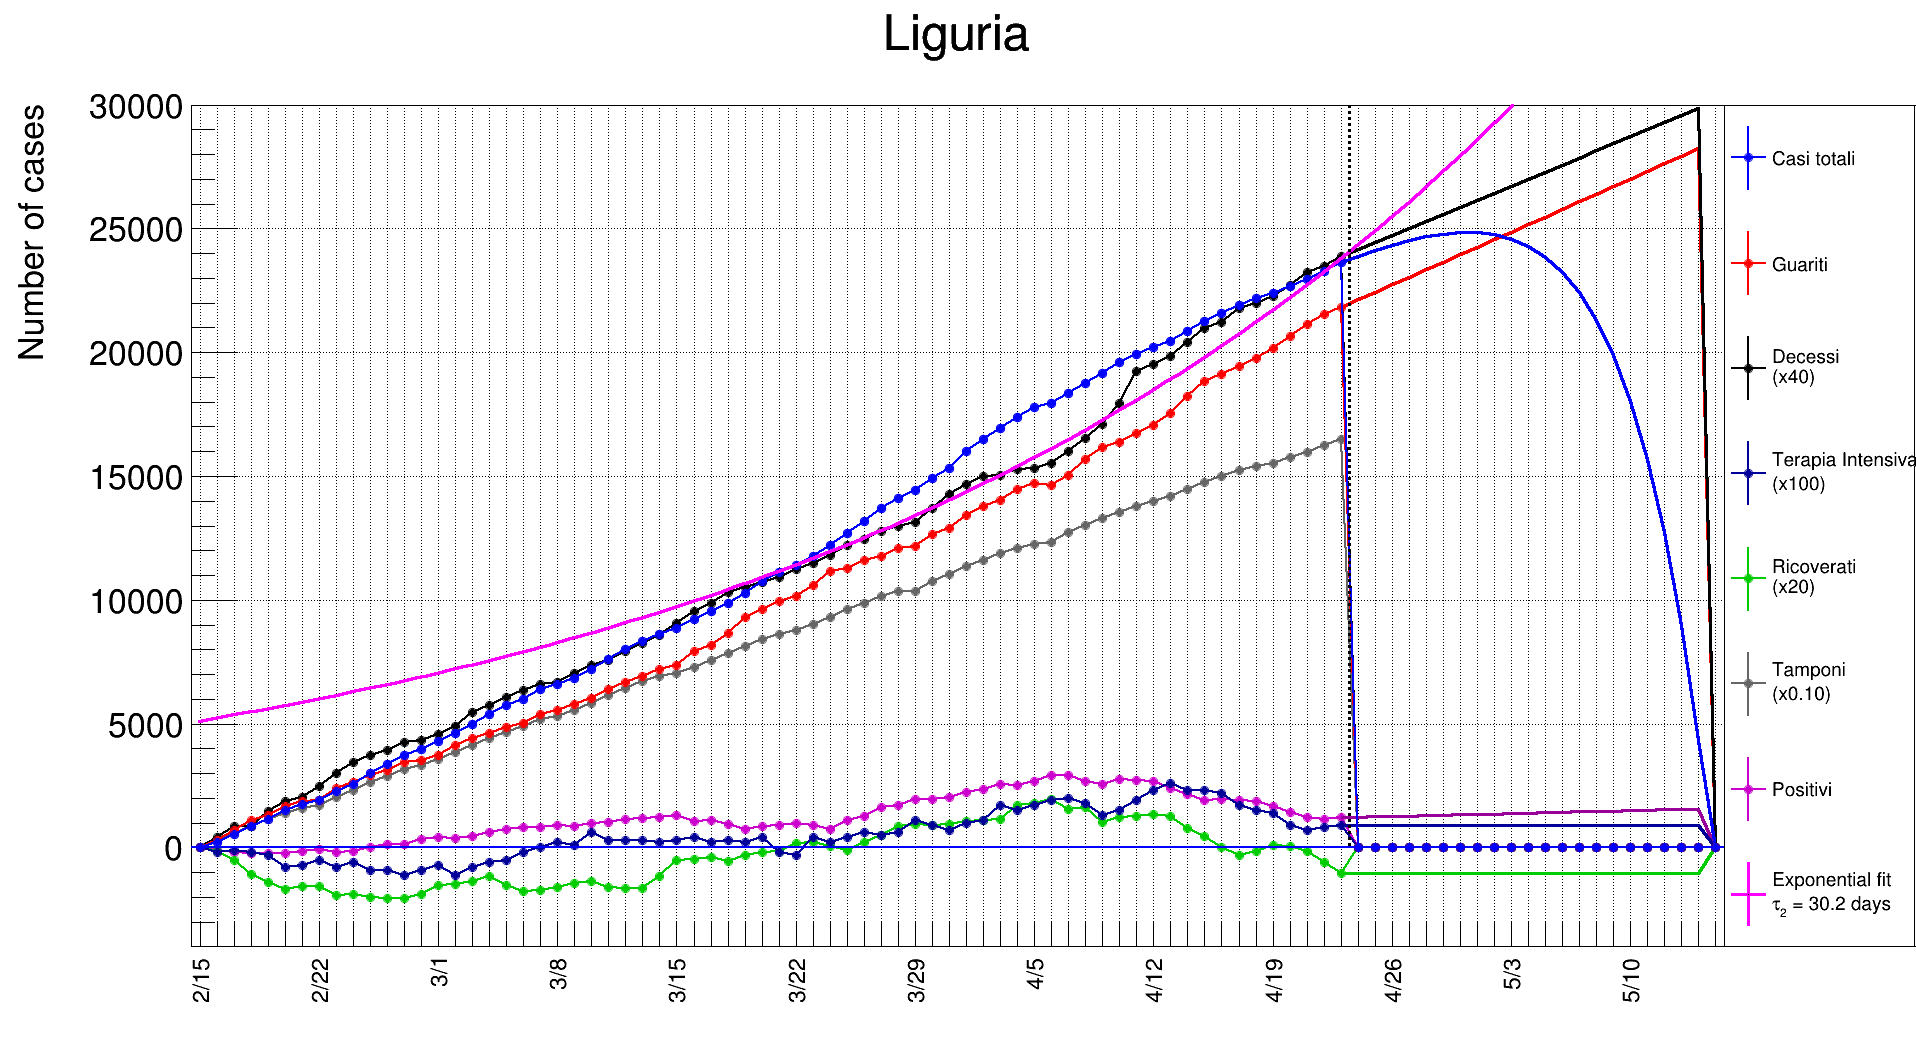 Liguria
Number of cases
30000
25000
20000
15000
10000
5000
0
2/15
2/22
3/1
3/8
3/15
3/22
3/29
4/5
4/12
4/19
4/26
5/3
5/10
Casi totali
Guariti
Decessi
(x40)
Terapia Intensiva
(x100)
Ricoverati
(x20)
Tamponi
(x0.10)
Positivi
Exponential fit
τ2 = 30.2 days